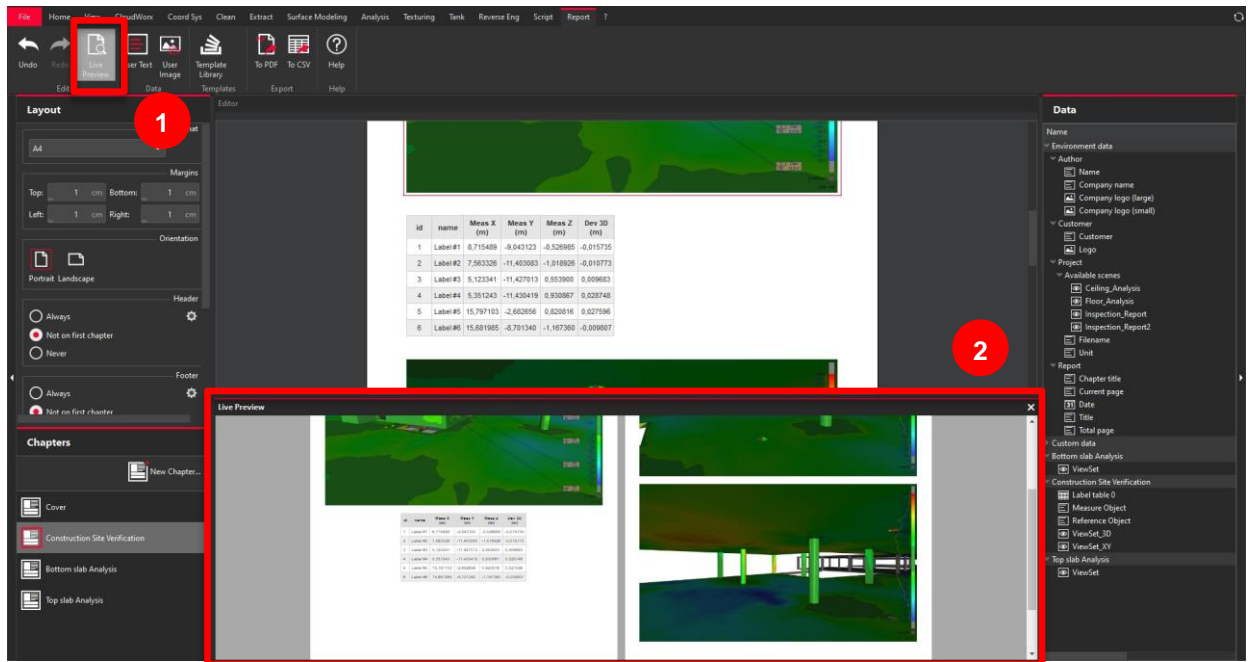 File Home View CloudWorx Coord Sys Clean Extract Surface Modeling Analysis Texturing Tank Reverse Eng Script Report ?
Undo Redo Live Preview User Text User Image Template Library To PDF To CSV Help
Edit Data Templates Export Help
1
Layout
A4
Margins
Top: 1 cm Bottom: 1 cm
Left: 1 cm Right: 1 cm
Orientation
Portrait Landscape
Header
Always
Not on first chapter
Never
Footer
Always
Not on first chapter
Chapters
New Chapter...
Cover
Construction Site Verification
Bottom slab Analysis
Top slab Analysis
Editor
id name Meas X (m) Meas Y (m) Meas Z (m) Dev 3D (m)
1 Label #1 8,715489 -9,043123 -0,526985 -0,015735
2 Label #2 7,563326 -11,403083 -1,018926 -0,010773
3 Label #3 5,123341 -11,427013 0,553900 0,009683
4 Label #4 5,351243 -11,430419 0,930867 0,028748
5 Label #5 15,797103 -2,682656 0,820816 0,027596
6 Label #6 15,681985 -8,701340 -1,167360 -0,009807
2
Live Preview
Data
Name
Environment data
Author
Name
Company name
Company logo (large)
Company logo (small)
Customer
Customer
Logo
Project
Available scenes
Ceiling_Analysis
Floor_Analysis
Inspection_Report
Inspection_Report2
Filename
Unit
Report
Chapter title
Current page
31 Date
Title
Total page
Custom data
Bottom slab Analysis
ViewSet
Construction Site Verification
Label table 0
Measure Object
Reference Object
ViewSet_3D
ViewSet_XY
Top slab Analysis
ViewSet